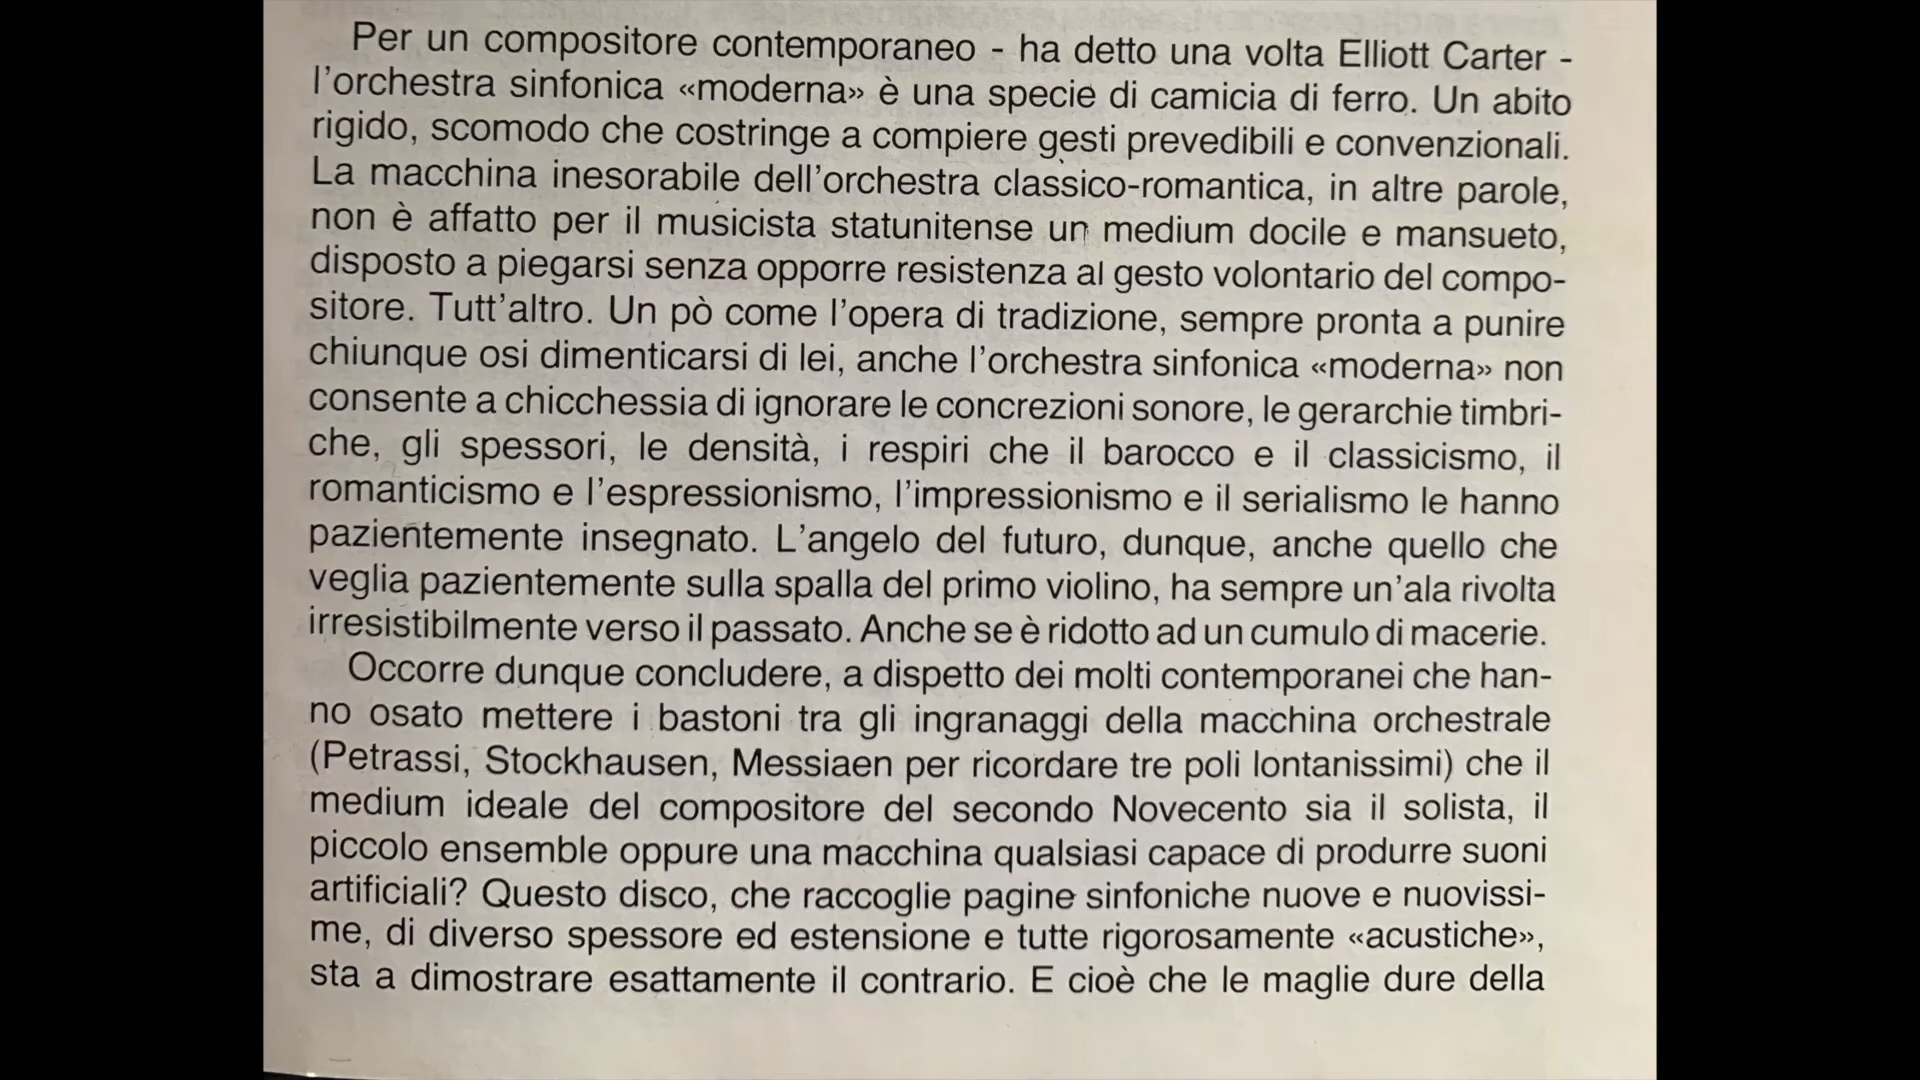 Per un compositore contemporaneo - ha detto una volta Elliott Carter -
l'orchestra sinfonica «moderna» è una specie di camicia di ferro. Un abito
rigido, scomodo che costringe a compiere gesti prevedibili e convenzionali.
La macchina inesorabile dell'orchestra classico-romantica, in altre parole,
non è affatto per il musicista statunitense un medium docile e mansueto,
disposto a piegarsi senza opporre resistenza al gesto volontario del compo-
sitore. Tutt'altro. Un pò come l'opera di tradizione, sempre pronta a punire
chiunque osi dimenticarsi di lei, anche l'orchestra sinfonica «moderna» non
consente a chicchessia di ignorare le concrezioni sonore, le gerarchie timbri-
che, gli spessori, le densità, i respiri che il barocco e il classicismo, il
romanticismo e l'espressionismo, l'impressionismo e il serialismo le hanno
pazientemente insegnato. L'angelo del futuro, dunque, anche quello che
veglia pazientemente sulla spalla del primo violino, ha sempre un'ala rivolta
irresistibilmente verso il passato. Anche se è ridotto ad un cumulo di macerie.
Occorre dunque concludere, a dispetto dei molti contemporanei che han-
no osato mettere i bastoni tra gli ingranaggi della macchina orchestrale
(Petrassi, Stockhausen, Messiaen per ricordare tre poli lontanissimi) che il
medium ideale del compositore del secondo Novecento sia il solista, il
piccolo ensemble oppure una macchina qualsiasi capace di produrre suoni
artificiali? Questo disco, che raccoglie pagine sinfoniche nuove e nuovissi-
me, di diverso spessore ed estensione e tutte rigorosamente «acustiche»,
sta a dimostrare esattamente il contrario. E cioè che le maglie dure della